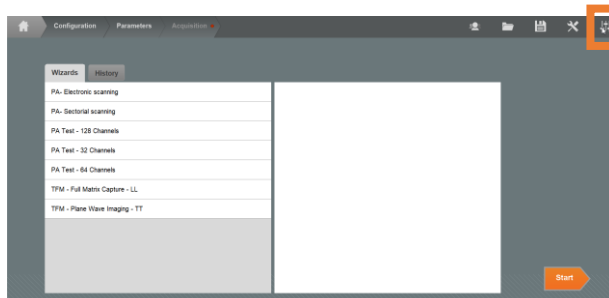 Configuration Parameters Acquisition
Wizards History
PA- Electronic scanning
PA- Sectorial scanning
PA Test - 128 Channels
PA Test - 32 Channels
PA Test - 64 Channels
TFM - Full Matrix Capture - LL
TFM - Plane Wave Imaging - TT
Start